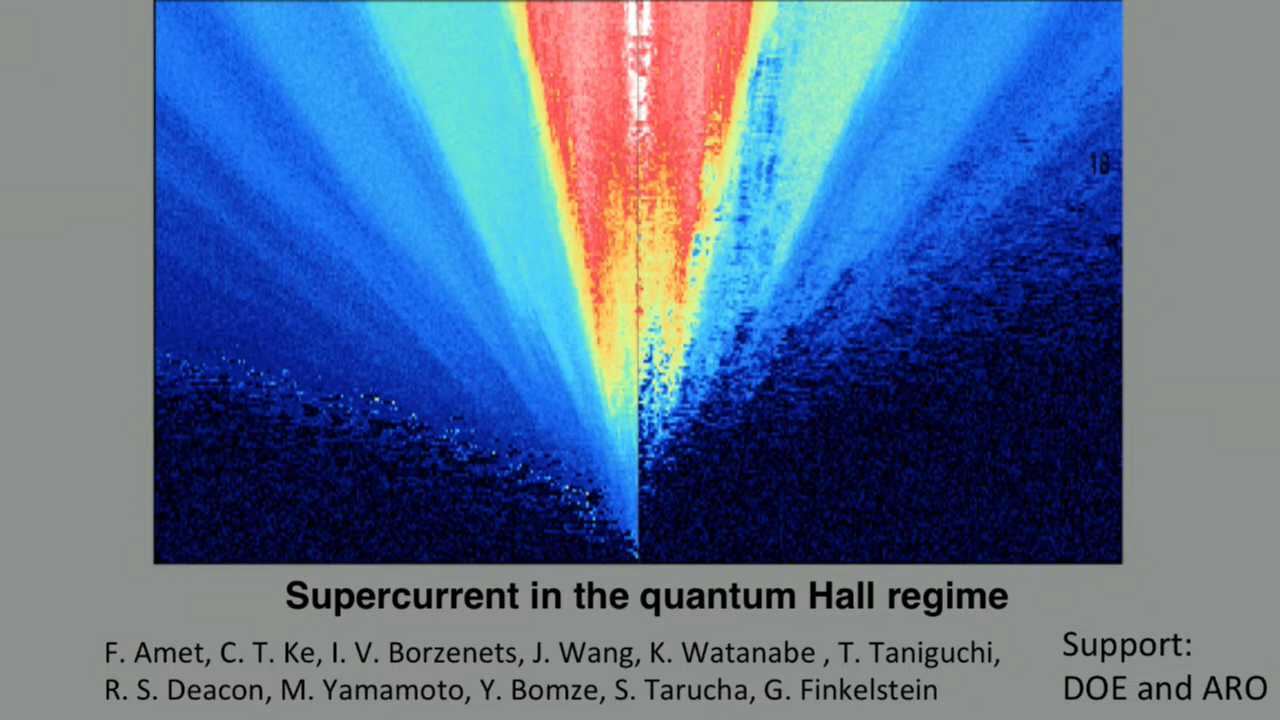 18
Supercurrent in the quantum Hall regime
F. Amet, C. T. Ke, I. V. Borzenets, J. Wang, K. Watanabe , T. Taniguchi,
R. S. Deacon, M. Yamamoto, Y. Bomze, S. Tarucha, G. Finkelstein
Support:
DOE and ARO